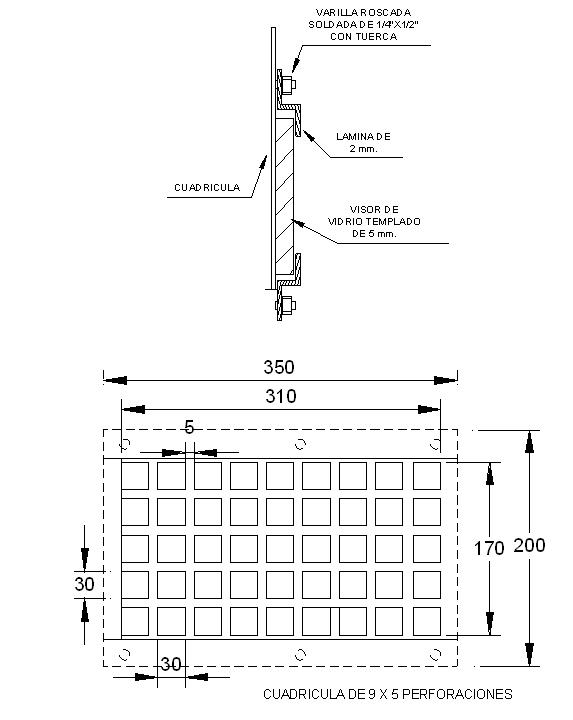 VARILLA ROSCADA
SOLDADA DE 1/4"X1/2"
CON TUERCA
LAMINA DE
2 mm.
CUADRICULA
VISOR DE
VIDRIO TEMPLADO
DE 5 mm.
350
310
5
170
200
30
30
CUADRICULA DE 9 X 5 PERFORACIONES